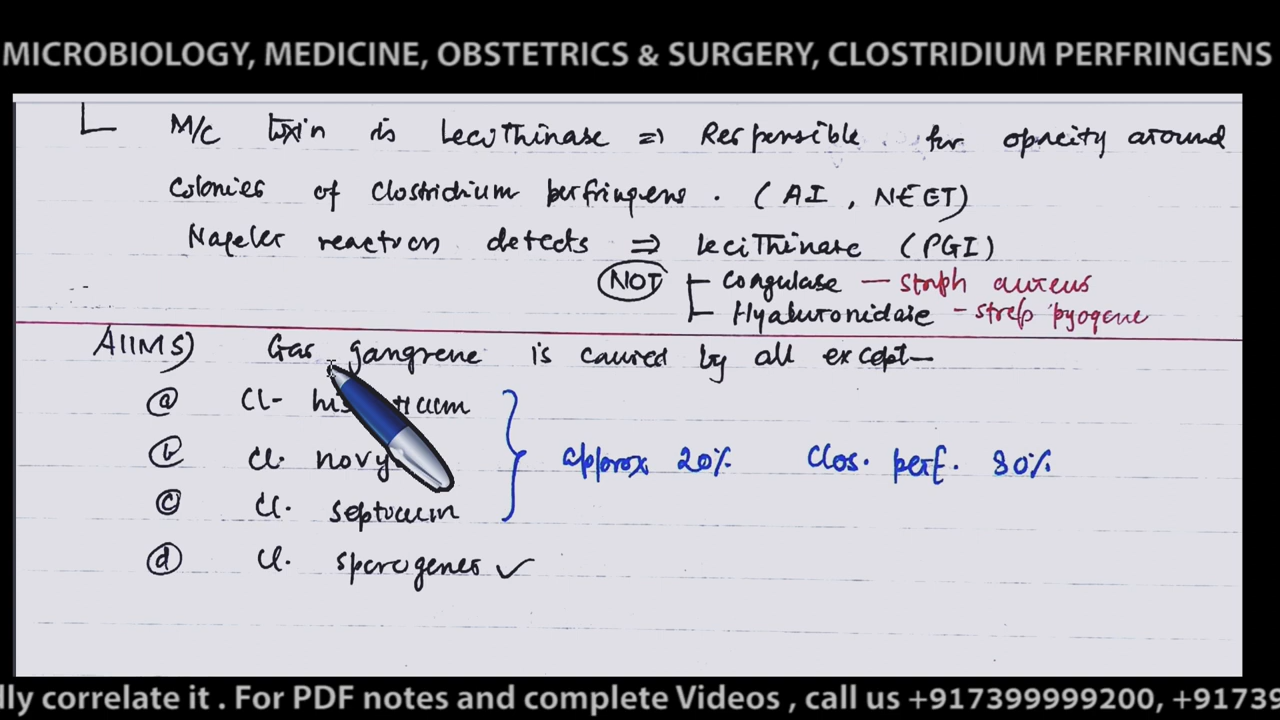 MICROBIOLOGY, MEDICINE, OBSTETRICS & SURGERY, CLOSTRIDIUM PERFRINGENS
M/C toxin is Lecithinase ⇒ Responsible for opacity around
colonies of Clostridium perfringens . (AI , NEET)
Nageler reaction detects ⇒ lecithinase (PGI)
NOT Coagulase — Staph aureus
Hyaluronidase - Strep pyogene
AIIMS) Gas gangrene is caused by all except—
(a) Cl-
(b) Cl.
(c) Cl. septicum
(d) Cl. sporogenes ✓
approx 20% Clos. perf. 80%
lly correlate it . For PDF notes and complete Videos , call us +917399999200, +91739